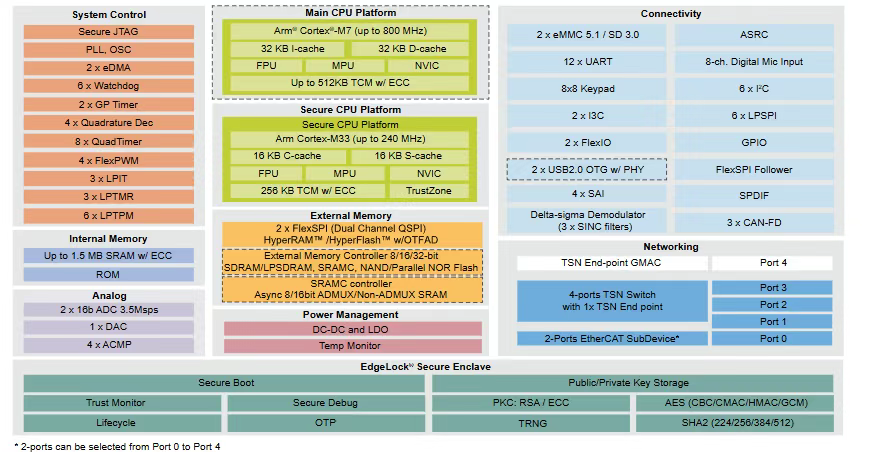 System Control
Secure JTAG
PLL, OSC
2 x eDMA
6 x Watchdog
2 x GP Timer
4 x Quadrature Dec
8 x QuadTimer
4 x FlexPWM
3 x LPIT
3 x LPTMR
6 x LPTPM
Internal Memory
Up to 1.5 MB SRAM w/ ECC
ROM
Analog
2 x 16b ADC 3.5Msps
1 x DAC
4 x ACMP
Main CPU Platform
Arm® Cortex®-M7 (up to 800 MHz)
32 KB I-cache
32 KB D-cache
FPU
MPU
NVIC
Up to 512KB TCM w/ ECC
Secure CPU Platform
Secure CPU Platform
Arm Cortex-M33 (up to 240 MHz)
16 KB C-cache
16 KB S-cache
FPU
MPU
NVIC
256 KB TCM w/ ECC
TrustZone
External Memory
2 x FlexSPI (Dual Channel QSPI)
HyperRAM™ /HyperFlash™ w/OTFAD
External Memory Controller 8/16/32-bit
SDRAM/LPSDRAM, SRAMC, NAND/Parallel NOR Flash
SRAMC controller
Async 8/16bit ADMUX/Non-ADMUX SRAM
Power Management
DC-DC and LDO
Temp Monitor
Connectivity
2 x eMMC 5.1 / SD 3.0
ASRC
12 x UART
8-ch. Digital Mic Input
8x8 Keypad
6 x I²C
2 x I3C
6 x LPSPI
2 x FlexIO
GPIO
2 x USB2.0 OTG w/ PHY
FlexSPI Follower
4 x SAI
SPDIF
Delta-sigma Demodulator
(3 x SINC filters)
3 x CAN-FD
Networking
TSN End-point GMAC
Port 4
4-ports TSN Switch
with 1x TSN End point
Port 3
Port 2
Port 1
2-Ports EtherCAT SubDevice*
Port 0
EdgeLock® Secure Enclave
Secure Boot
Public/Private Key Storage
Trust Monitor
Secure Debug
PKC: RSA / ECC
AES (CBC/CMAC/HMAC/GCM)
Lifecycle
OTP
TRNG
SHA2 (224/256/384/512)
* 2-ports can be selected from Port 0 to Port 4